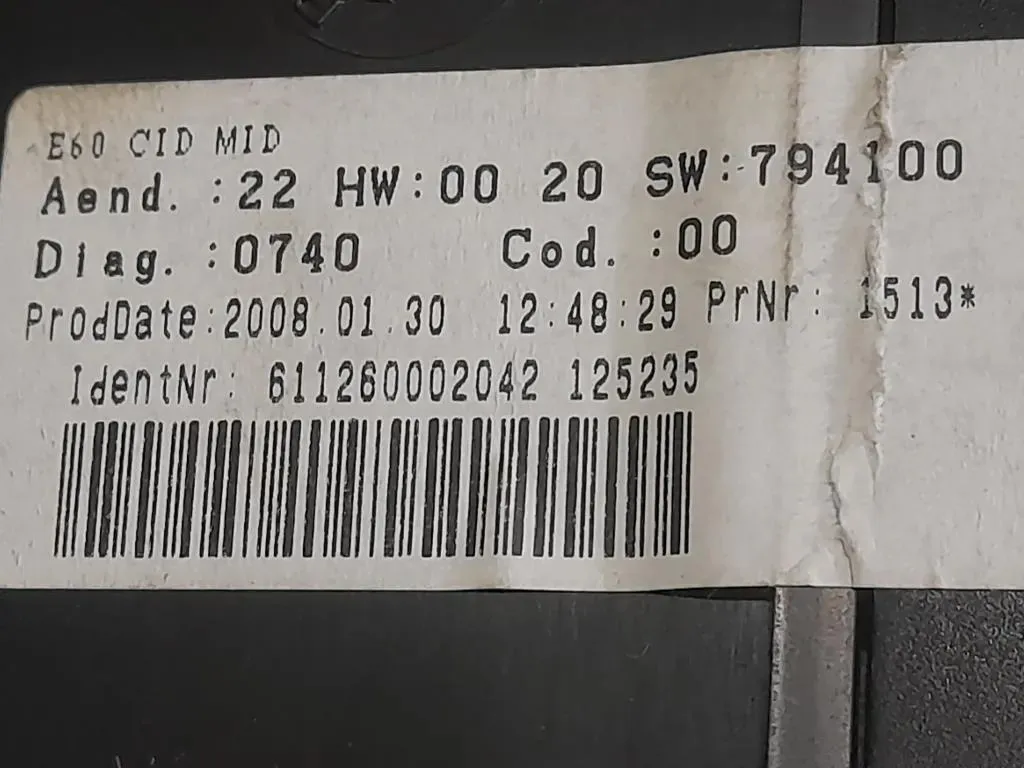 E60 CID MID
Aend. :22 HW:00 20 SW:794100
Diag. :0740 Cod. :00
ProdDate:2008.01.30 12:48:29 PrNr: 1513*
IdentNr: 611260002042 125235